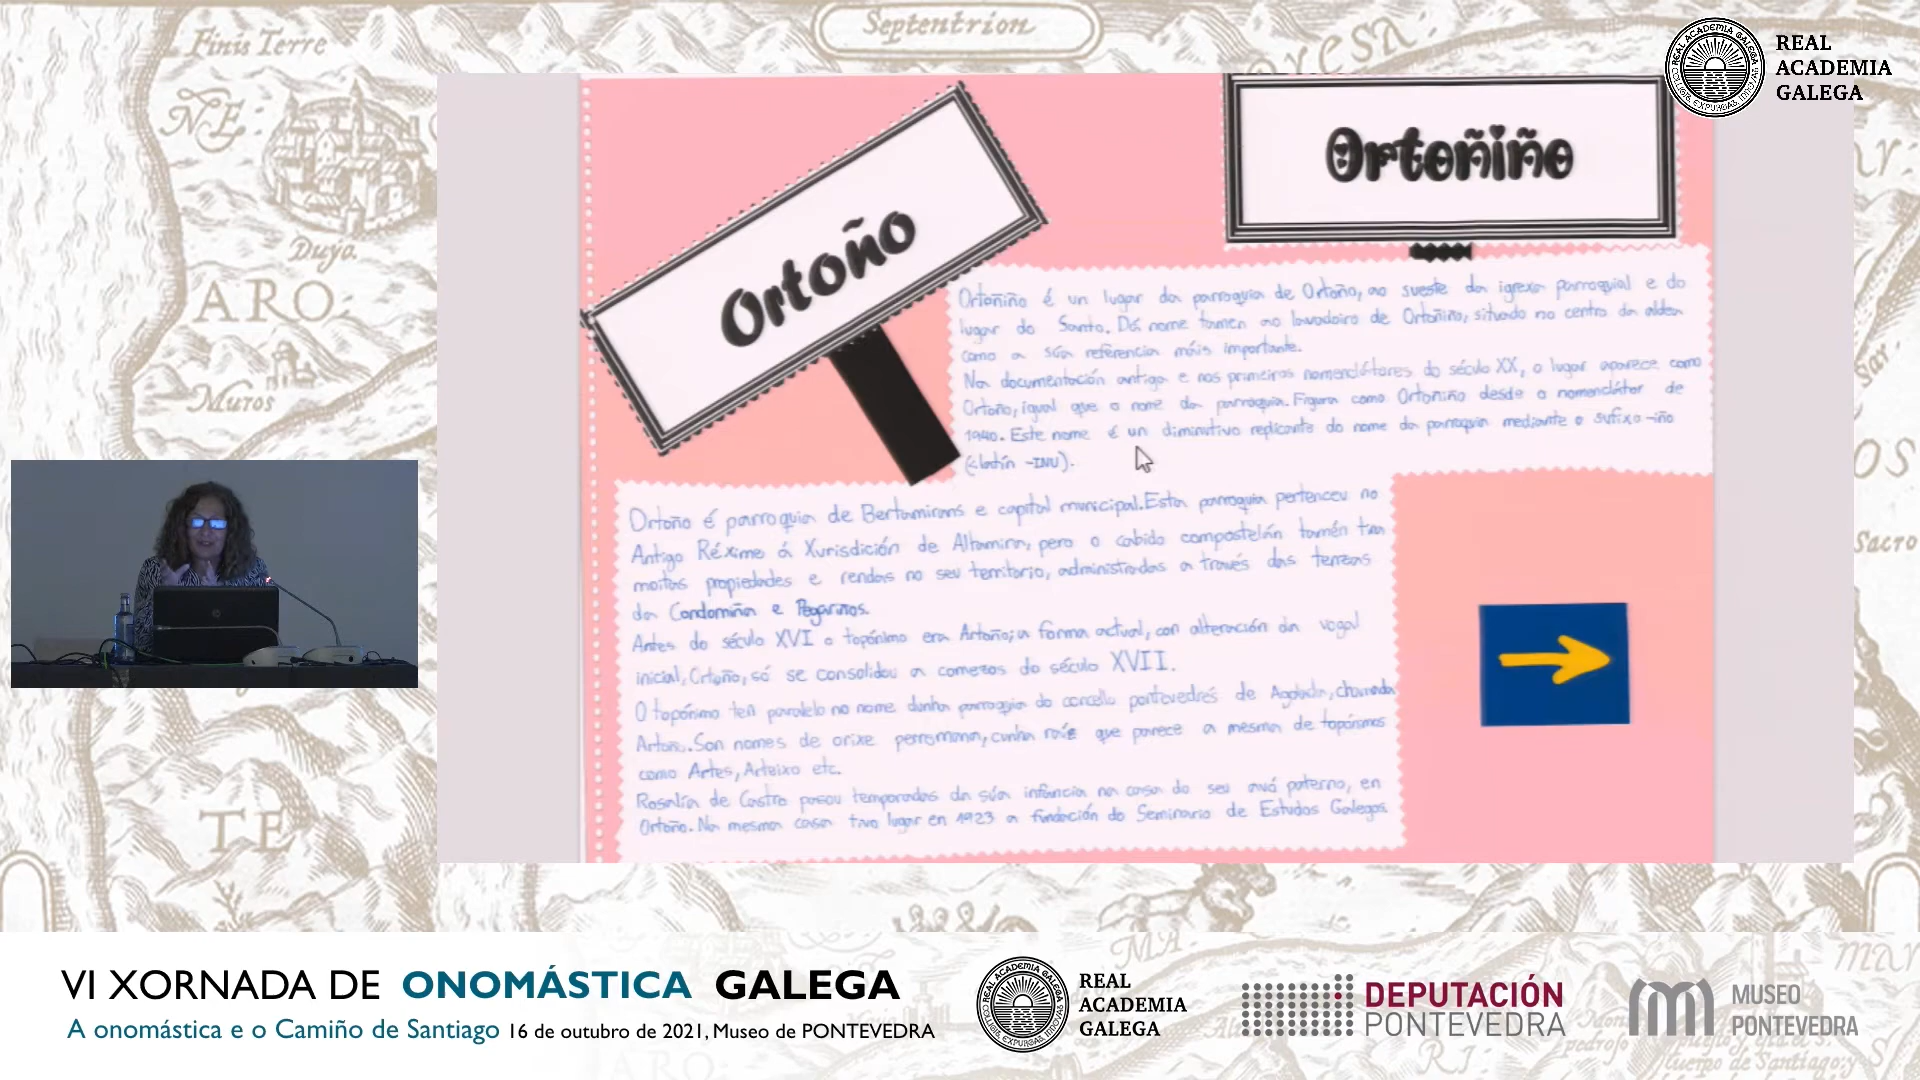 Septentrion
Finis Terre
NE
Duya
ARO
Muros
TE
REAL
ACADEMIA
GALEGA
Ortoño
Ortoñiño
Ortoñiño é un lugar da parroquia de Ortoño, ao sueste da igrexa parroquial e do
lugar do Santo. Dá nome tamén ao lavadoiro de Ortoñiño, situado no centro da aldea
como a súa referencia máis importante.
Na documentación antiga e nos primeiros nomenclátores do século XX, o lugar aparece como
Ortoño, igual que o nome da parroquia. Figura como Ortoñiño desde o nomenclátor de
1940. Este nome é un diminutivo replicante do nome da parroquia mediante o sufixo -iño
(<latín -INU).
Ortoño é parroquia de Bertamiráns e capital municipal. Esta parroquia pertenceu no
Antigo Réxime á Xurisdición de Altamira, pero o cabido compostelán tamén tiña
moitas propiedades e rendas no seu territorio, administradas a través das tenzas
da Condomiña e Pegariños.
Antes do século XVI o topónimo era Artoño; a forma actual, con alteración da vogal
inicial, Ortoño, só se consolidou a comezos do século XVII.
O topónimo ten paralelo no nome dunha parroquia do concello pontevedrés de Agolada, chamada
Artoño. Son nomes de orixe perromana, cunha raíz que parece a mesma de topónimos
como Artes, Arteixo etc.
Rosalía de Castro pasou temporadas da súa infancia na casa do seu avó paterno, en
Ortoño. Na mesma casa tivo lugar en 1923 a fundación do Seminario de Estudos Galegos.
VI XORNADA DE ONOMÁSTICA GALEGA
A onomástica e o Camiño de Santiago 16 de outubro de 2021, Museo de PONTEVEDRA
REAL
ACADEMIA
GALEGA
DEPUTACIÓN
PONTEVEDRA
MUSEO
PONTEVEDRA